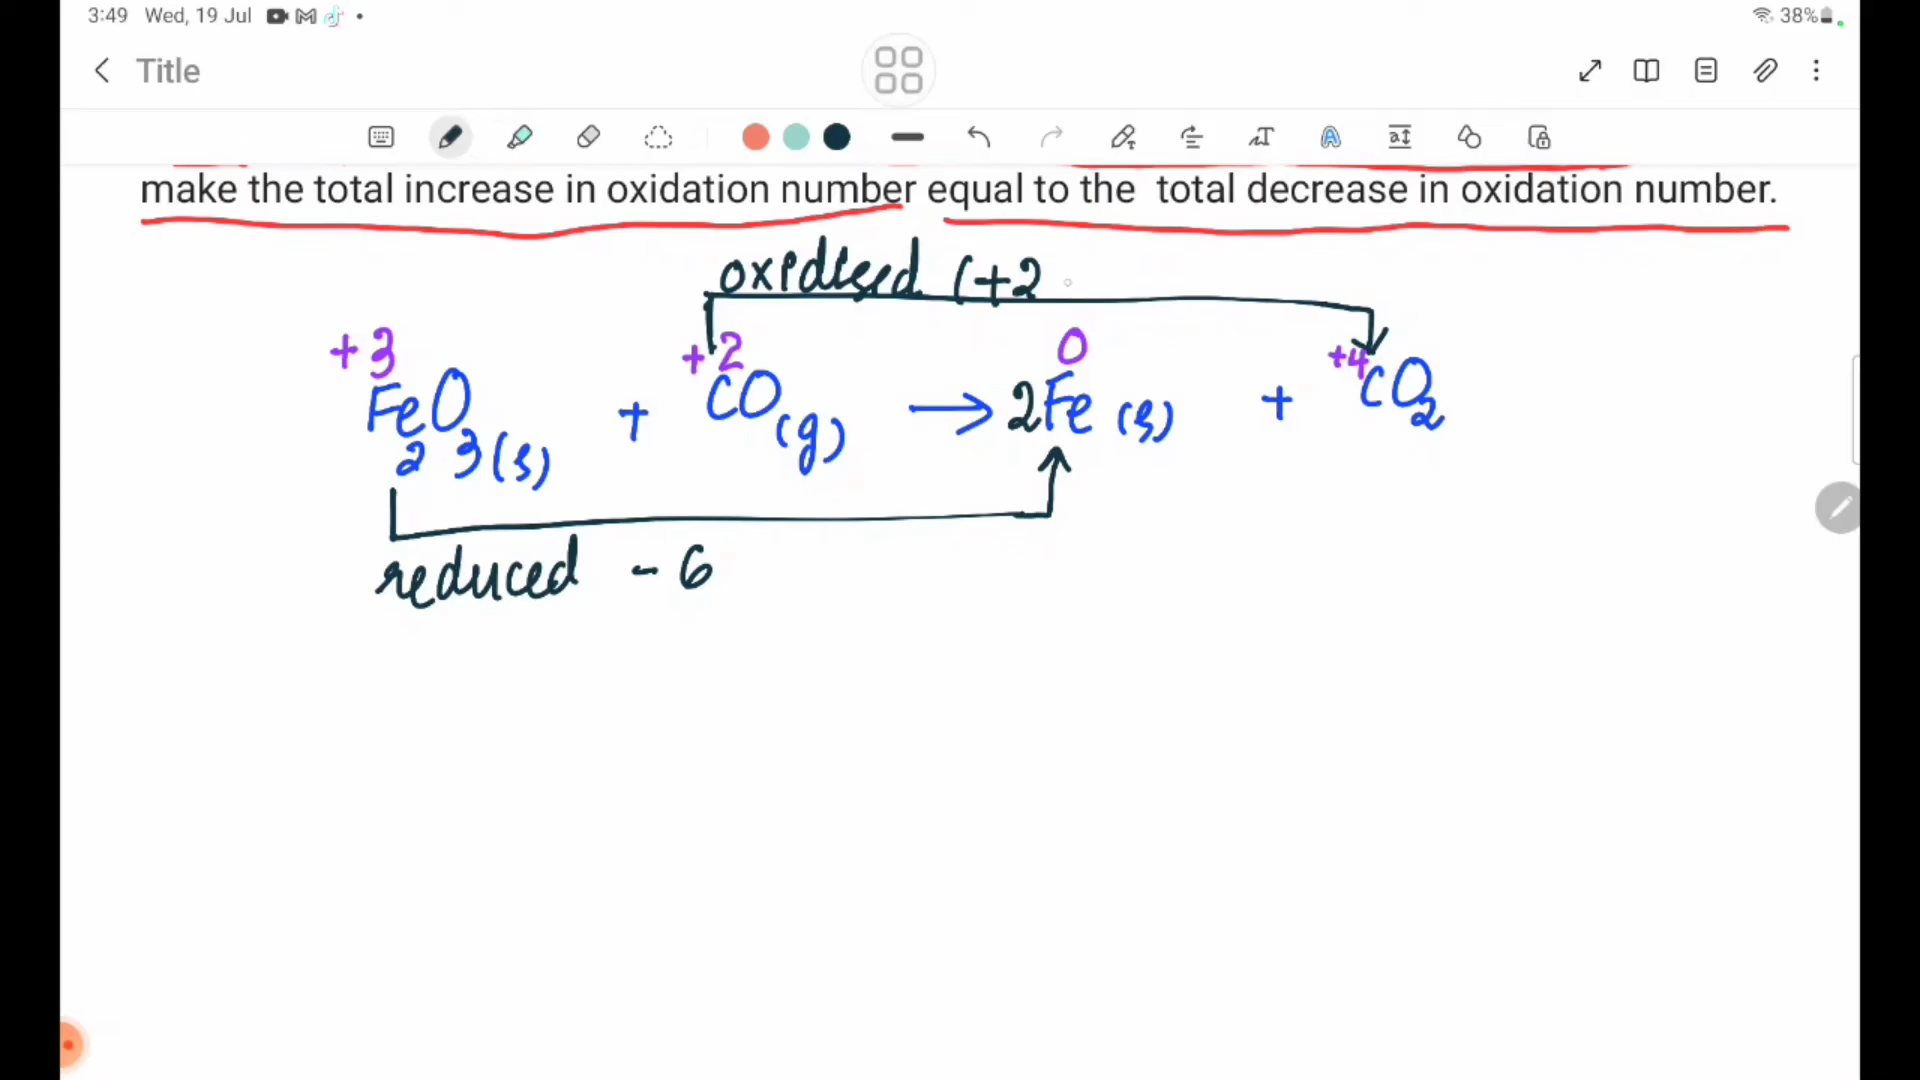 3:49 Wed, 19 Jul 38%
Title
make the total increase in oxidation number equal to the total decrease in oxidation number.
oxidised (+2
+3 +2 0 +4
Fe₂O₃(s) + CO(g) → 2Fe (s) + CO₂
reduced - 6